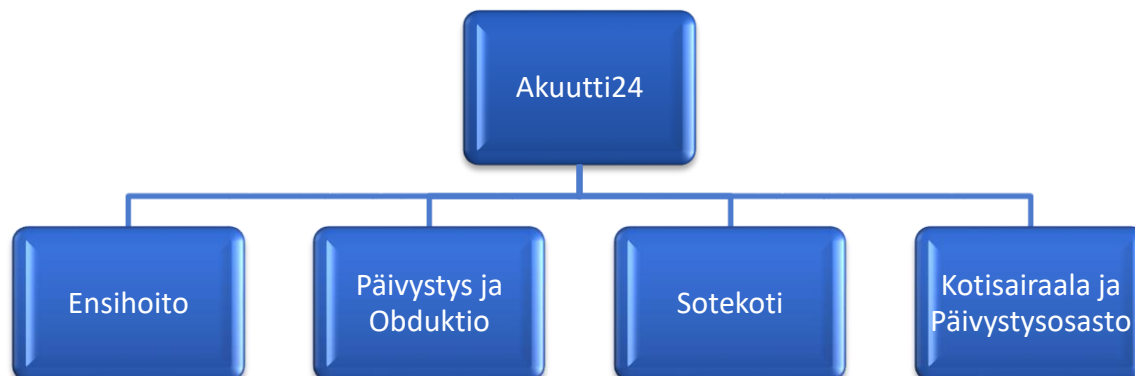 Akuutti24
Ensihoito
Päivystys ja
Obduktio
Sotekoti
Kotisairaala ja
Päivystysosasto